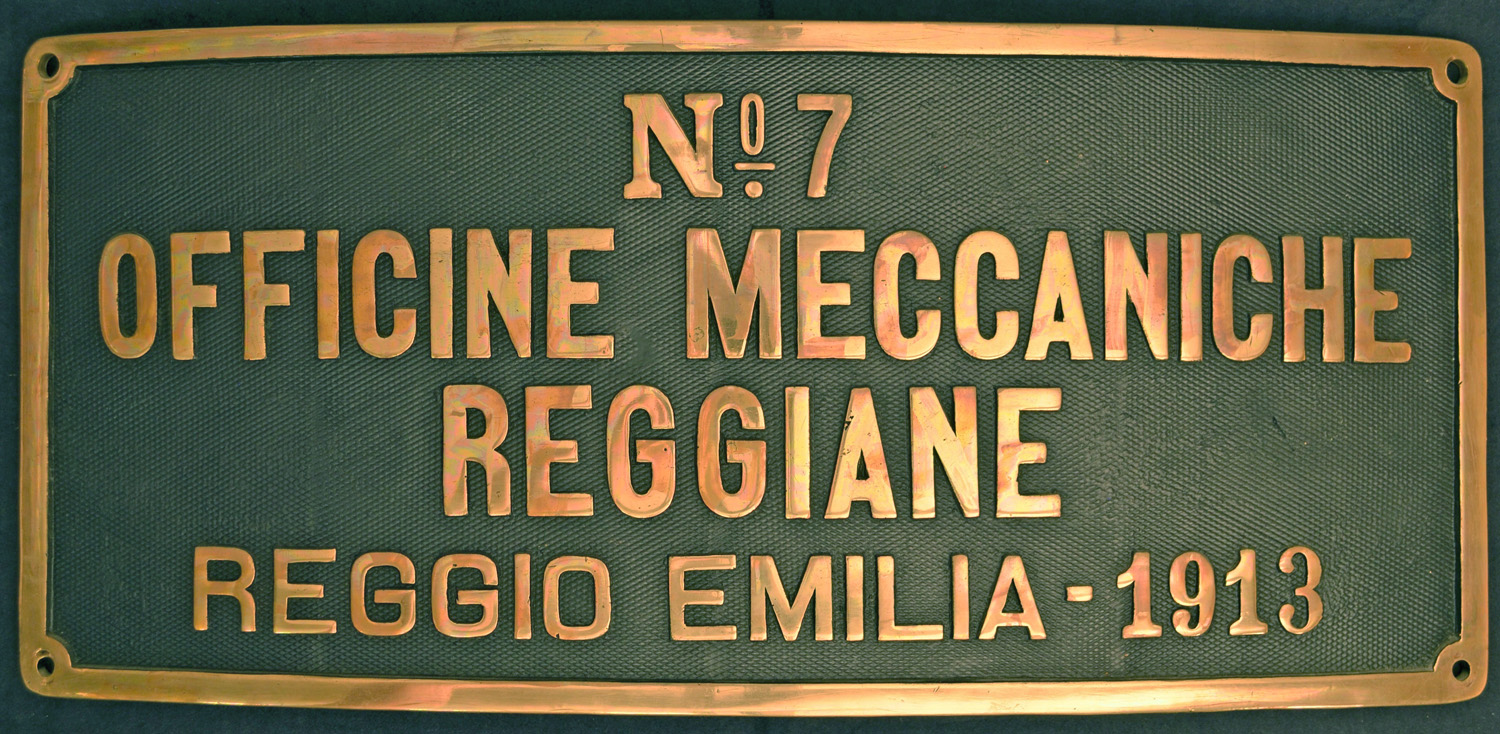 Nº 7
OFFICINE MECCANICHE
REGGIANE
REGGIO EMILIA - 1913